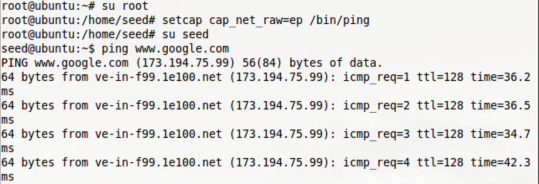 root@ubuntu:~# su root
root@ubuntu:/home/seed# setcap cap_net_raw=ep /bin/ping
root@ubuntu:/home/seed# su seed
seed@ubuntu:~$ ping www.google.com
PING www.google.com (173.194.75.99) 56(84) bytes of data.
64 bytes from ve-in-f99.1e100.net (173.194.75.99): icmp_req=1 ttl=128 time=36.2
ms
64 bytes from ve-in-f99.1e100.net (173.194.75.99): icmp_req=2 ttl=128 time=36.5
ms
64 bytes from ve-in-f99.1e100.net (173.194.75.99): icmp_req=3 ttl=128 time=34.7
ms
64 bytes from ve-in-f99.1e100.net (173.194.75.99): icmp_req=4 ttl=128 time=42.3
ms